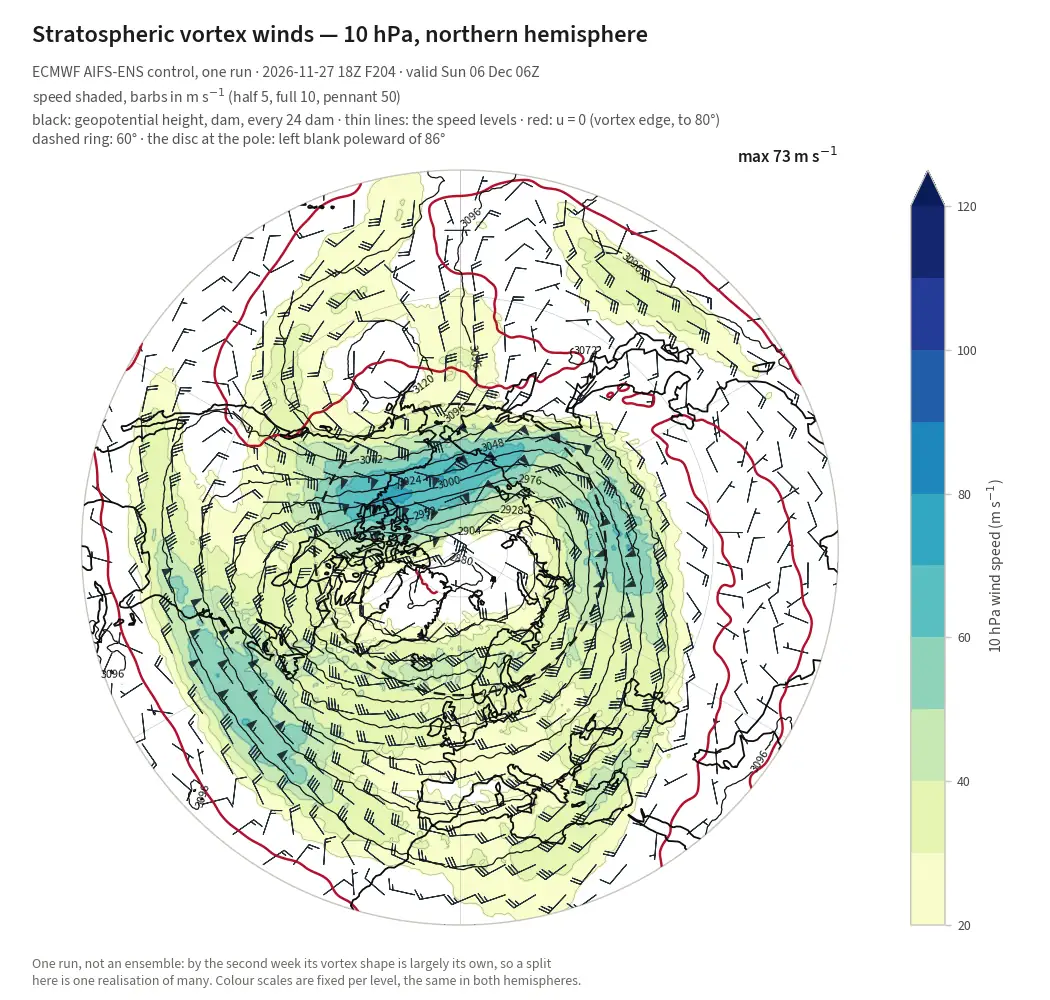 Stratospheric vortex winds — 10 hPa, northern hemisphere
ECMWF AIFS-ENS control, one run · 2026-11-27 18Z F204 · valid Sun 06 Dec 06Z
speed shaded, barbs in m s⁻¹ (half 5, full 10, pennant 50)
black: geopotential height, dam, every 24 dam · thin lines: the speed levels · red: u = 0 (vortex edge, to 80°)
dashed ring: 60° · the disc at the pole: left blank poleward of 86°
max 73 m s⁻¹
120
100
80
60
40
20
10 hPa wind speed (m s⁻¹)
3096
3096
3072
3120
3096
3048
3072
3000
2976
2928
2904
2880
3096
3096
3096
One run, not an ensemble: by the second week its vortex shape is largely its own, so a split
here is one realisation of many. Colour scales are fixed per level, the same in both hemispheres.